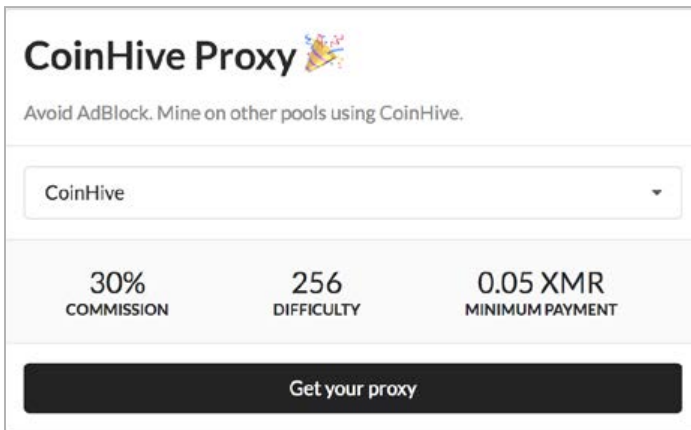 CoinHive Proxy 🎉
Avoid AdBlock. Mine on other pools using CoinHive.
CoinHive
30% 256 0.05 XMR
COMMISSION DIFFICULTY MINIMUM PAYMENT
Get your proxy